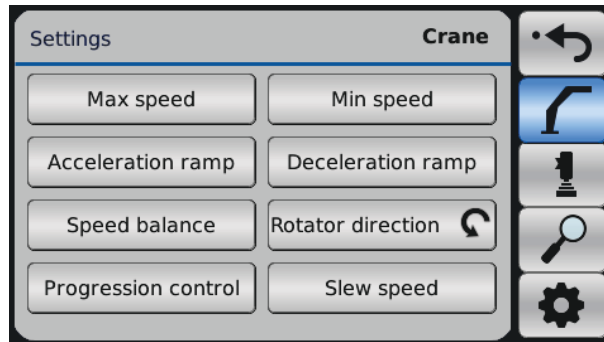 Settings Crane
Max speed Min speed
Acceleration ramp Deceleration ramp
Speed balance Rotator direction
Progression control Slew speed